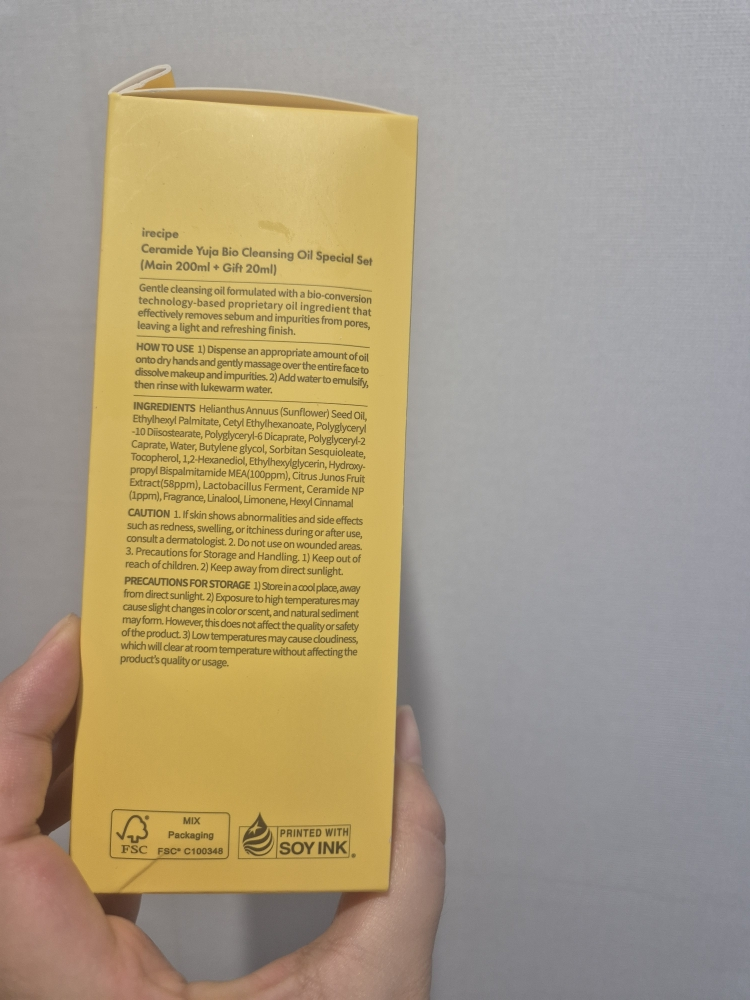 irecipe
Ceramide Yuja Bio Cleansing Oil Special Set
(Main 200ml + Gift 20ml)
Gentle cleansing oil formulated with a bio-conversion
technology-based proprietary oil ingredient that
effectively removes sebum and impurities from pores,
leaving a light and refreshing finish.
HOW TO USE 1) Dispense an appropriate amount of oil
onto dry hands and gently massage over the entire face to
dissolve makeup and impurities. 2) Add water to emulsify,
then rinse with lukewarm water.
INGREDIENTS Helianthus Annuus (Sunflower) Seed Oil,
Ethylhexyl Palmitate, Cetyl Ethylhexanoate, Polyglyceryl
-10 Diisostearate, Polyglyceryl-6 Dicaprate, Polyglyceryl-2
Caprate, Water, Butylene glycol, Sorbitan Sesquioleate,
Tocopherol, 1,2-Hexanediol, Ethylhexylglycerin, Hydroxy-
propyl Bispalmitamide MEA(100ppm), Citrus Junos Fruit
Extract(58ppm), Lactobacillus Ferment, Ceramide NP
(1ppm), Fragrance, Linalool, Limonene, Hexyl Cinnamal
CAUTION 1. If skin shows abnormalities and side effects
such as redness, swelling, or itchiness during or after use,
consult a dermatologist. 2. Do not use on wounded areas.
3. Precautions for Storage and Handling. 1) Keep out of
reach of children. 2) Keep away from direct sunlight.
PRECAUTIONS FOR STORAGE 1) Store in a cool place, away
from direct sunlight. 2) Exposure to high temperatures may
cause slight changes in color or scent, and natural sediment
may form. However, this does not affect the quality or safety
of the product. 3) Low temperatures may cause cloudiness,
which will clear at room temperature without affecting the
product's quality or usage.
FSC
MIX
Packaging
FSC® C100348
PRINTED WITH
SOY INK